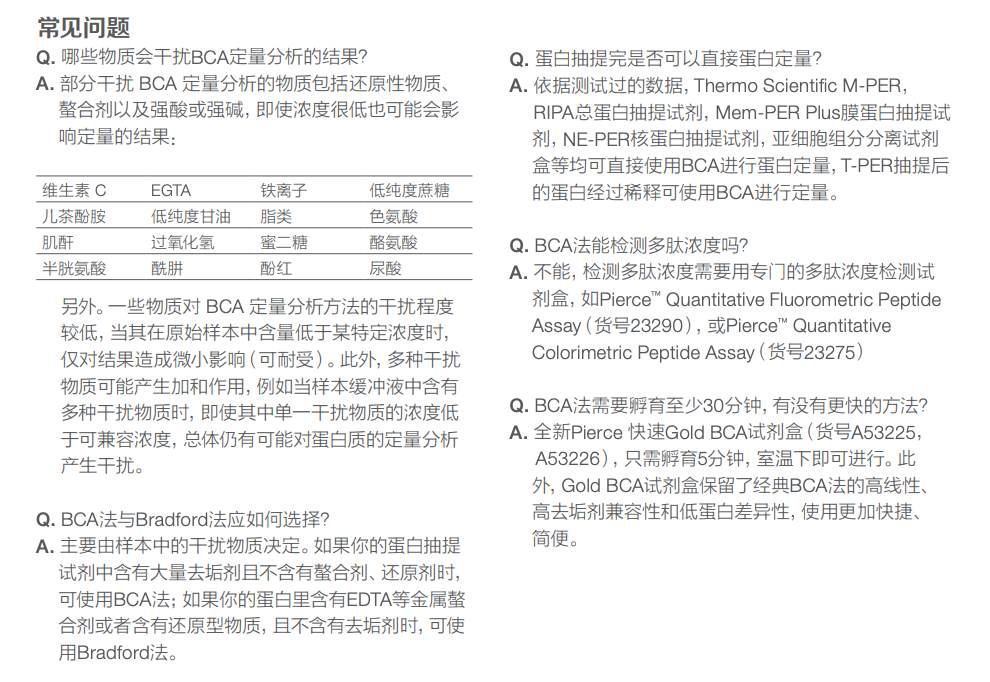 常见问题
Q. 哪些物质会干扰BCA定量分析的结果?
A. 部分干扰 BCA 定量分析的物质包括还原性物质、
螯合剂以及强酸或强碱，即使浓度很低也可能会影
响定量的结果：
维生素 C EGTA 铁离子 低纯度蔗糖
儿茶酚胺 低纯度甘油 脂类 色氨酸
肌酐 过氧化氢 蜜二糖 酪氨酸
半胱氨酸 酰肼 酚红 尿酸
另外。一些物质对 BCA 定量分析方法的干扰程度
较低，当其在原始样本中含量低于某特定浓度时，
仅对结果造成微小影响（可耐受）。此外，多种干扰
物质可能产生加和作用，例如当样本缓冲液中含有
多种干扰物质时，即使其中单一干扰物质的浓度低
于可兼容浓度，总体仍有可能对蛋白质的定量分析
产生干扰。
Q. BCA法与Bradford法应如何选择?
A. 主要由样本中的干扰物质决定。如果你的蛋白抽提
试剂中含有大量去垢剂且不含有螯合剂、还原剂时，
可使用BCA法；如果你的蛋白里含有EDTA等金属螯
合剂或者含有还原型物质，且不含有去垢剂时，可使
用Bradford法。
Q. 蛋白抽提完是否可以直接蛋白定量?
A. 依据测试过的数据，Thermo Scientific M-PER，
RIPA总蛋白抽提试剂，Mem-PER Plus膜蛋白抽提试
剂，NE-PER核蛋白抽提试剂，亚细胞组分分离试剂
盒等均可直接使用BCA进行蛋白定量，T-PER抽提后
的蛋白经过稀释可使用BCA进行定量。
Q. BCA法能检测多肽浓度吗?
A. 不能，检测多肽浓度需要用专门的多肽浓度检测试
剂盒，如Pierce™ Quantitative Fluorometric Peptide
Assay（货号23290），或Pierce™ Quantitative
Colorimetric Peptide Assay（货号23275）
Q. BCA法需要孵育至少30分钟，有没有更快的方法?
A. 全新Pierce 快速Gold BCA试剂盒（货号A53225，
A53226），只需孵育5分钟，室温下即可进行。此
外，Gold BCA试剂盒保留了经典BCA法的高线性、
高去垢剂兼容性和低蛋白差异性，使用更加快捷、
简便。